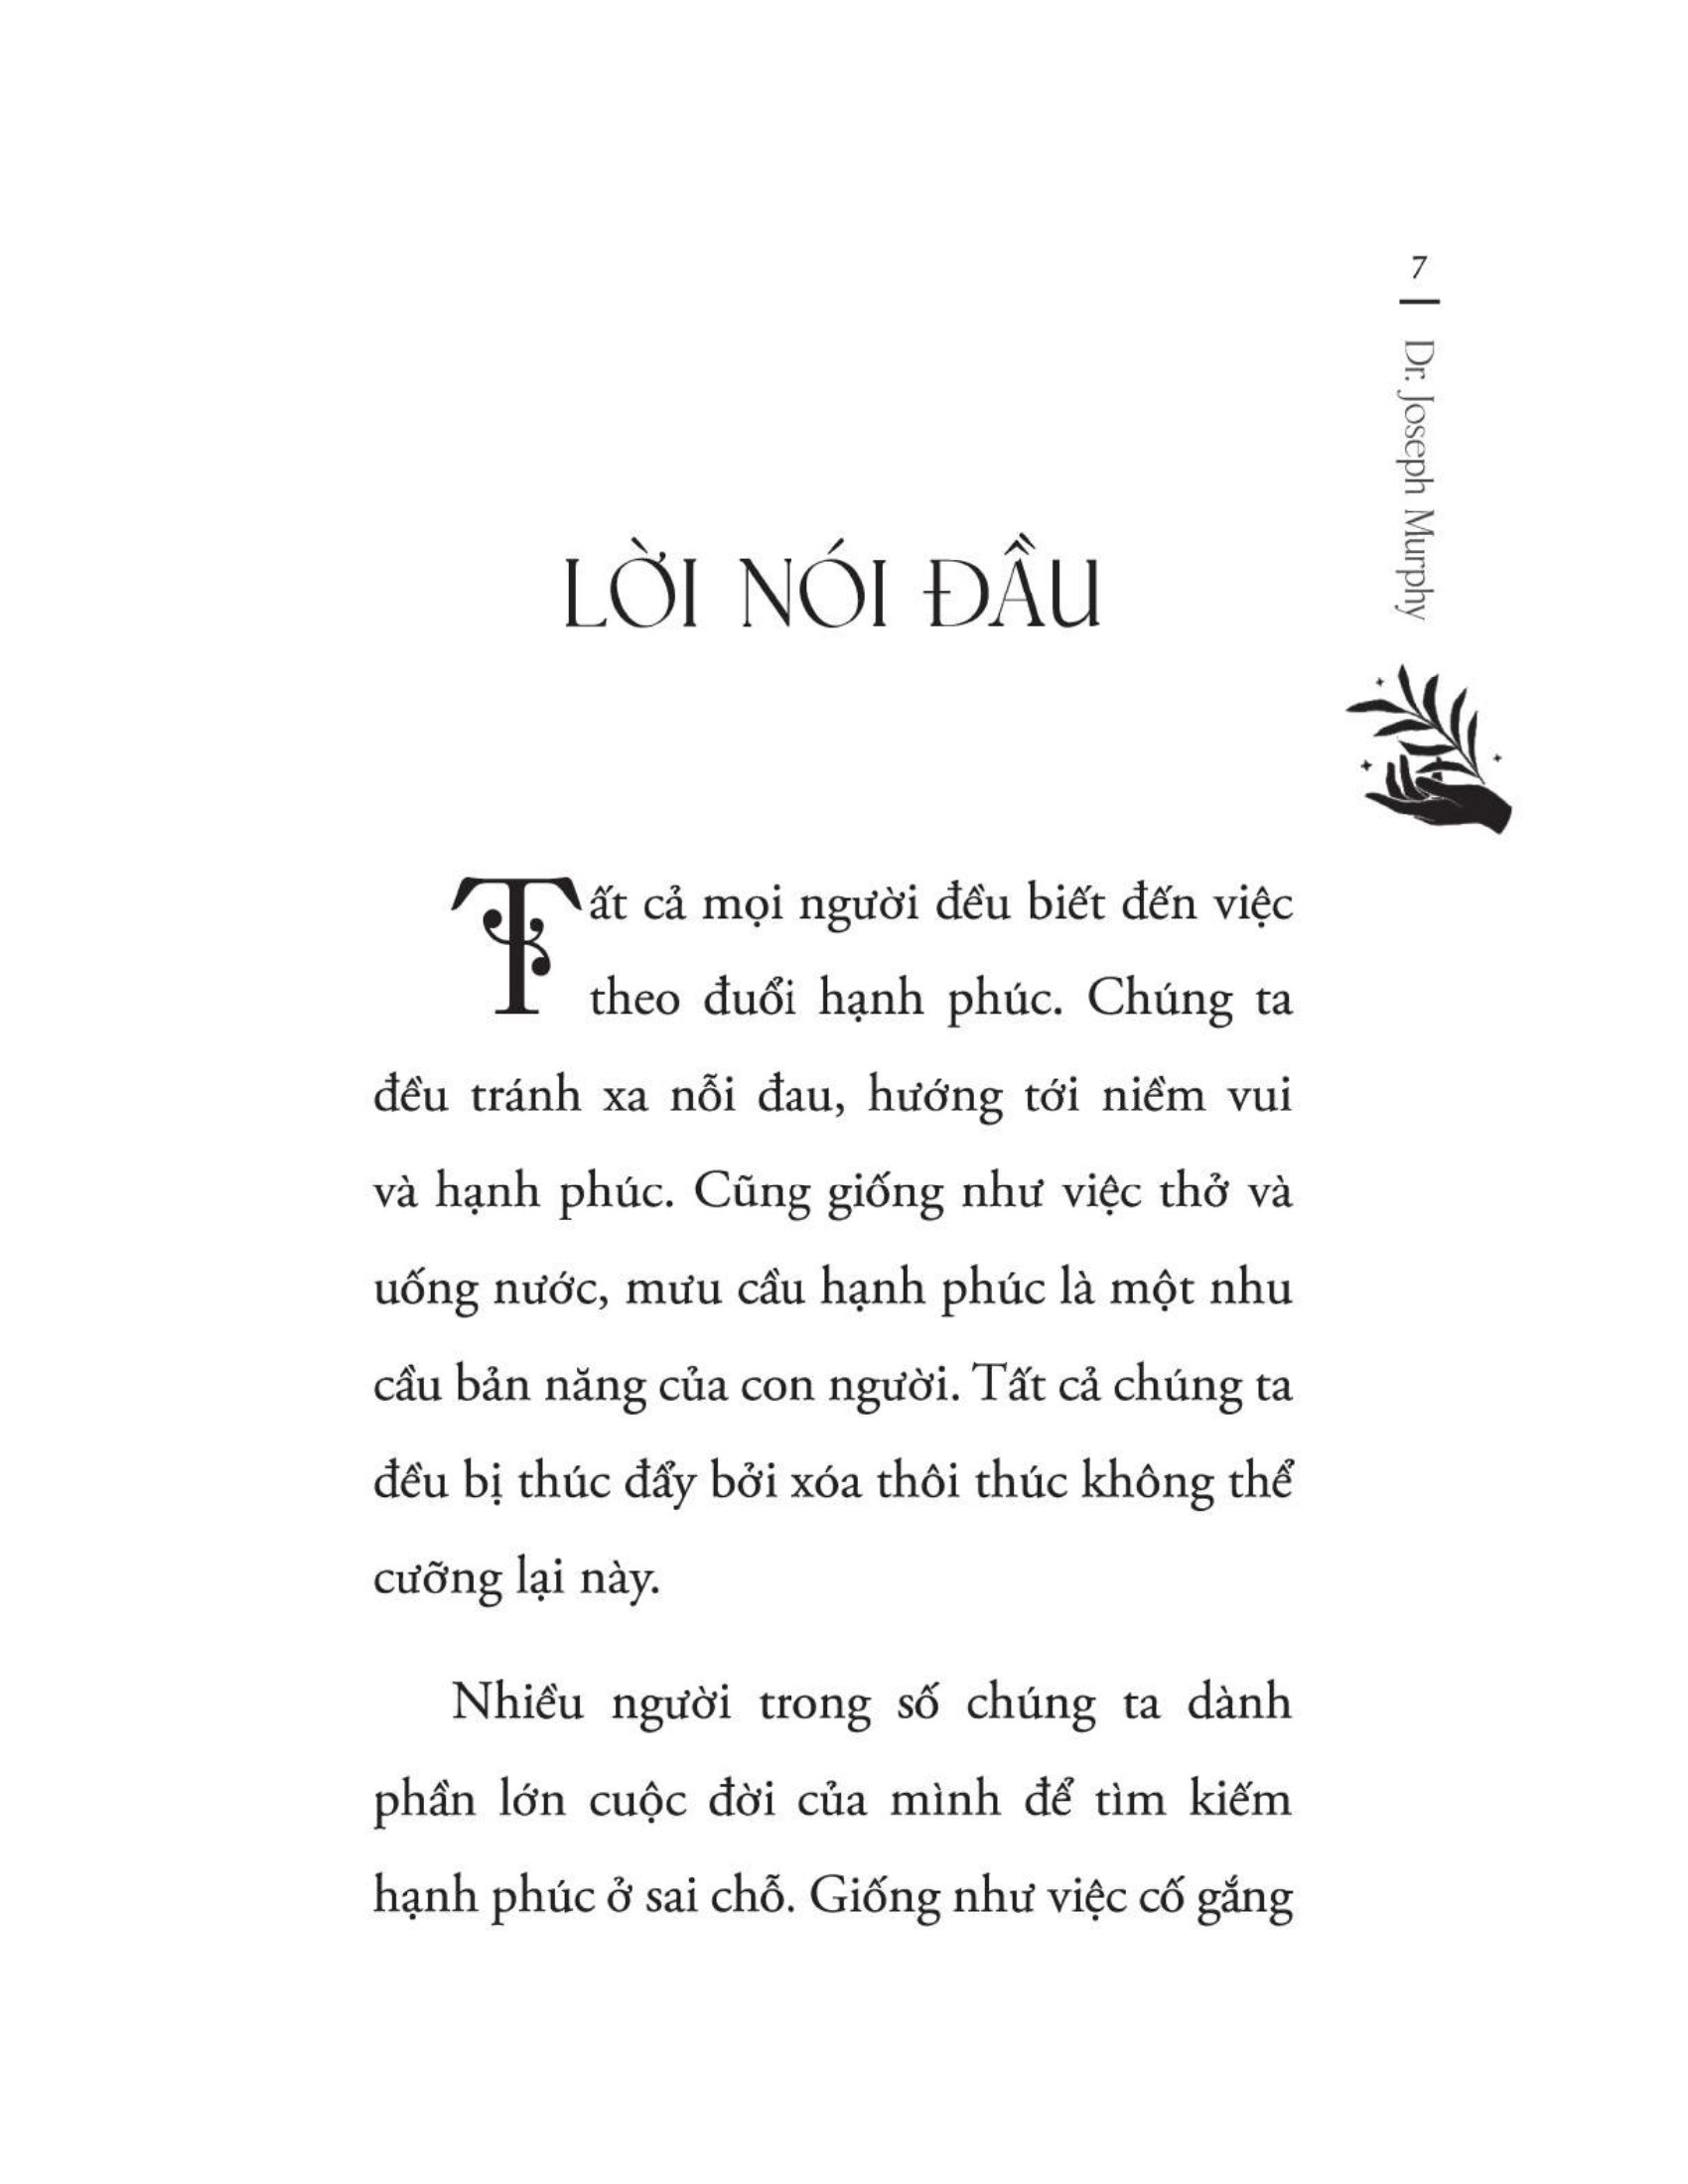 7
Dr. Joseph Murphy
LỜI NÓI ĐẦU
Tất cả mọi người đều biết đến việc
theo đuổi hạnh phúc. Chúng ta
đều tránh xa nỗi đau, hướng tới niềm vui
và hạnh phúc. Cũng giống như việc thở và
uống nước, mưu cầu hạnh phúc là một nhu
cầu bản năng của con người. Tất cả chúng ta
đều bị thúc đẩy bởi xóa thôi thúc không thể
cưỡng lại này.
Nhiều người trong số chúng ta dành
phần lớn cuộc đời của mình để tìm kiếm
hạnh phúc ở sai chỗ. Giống như việc cố gắng